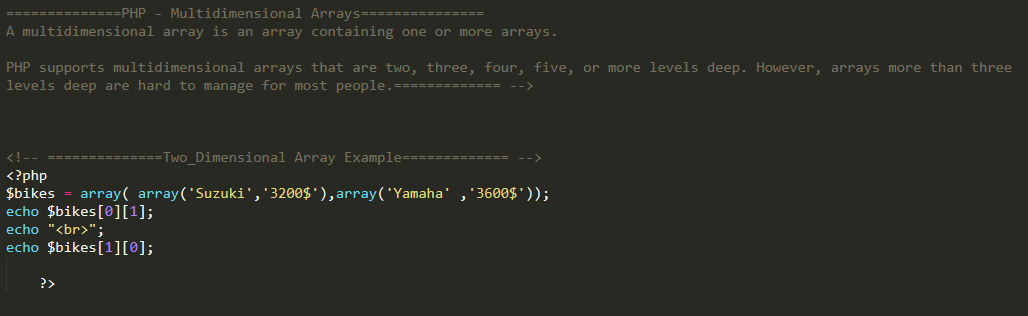 ==============PHP - Multidimensional Arrays===============
A multidimensional array is an array containing one or more arrays.
PHP supports multidimensional arrays that are two, three, four, five, or more levels deep. However, arrays more than three
levels deep are hard to manage for most people.============= -->
<!-- ==============Two_Dimensional Array Example============= -->
<?php
$bikes = array( array('Suzuki','3200$'),array('Yamaha' ,'3600$'));
echo $bikes[0][1];
echo "<br>";
echo $bikes[1][0];
?>